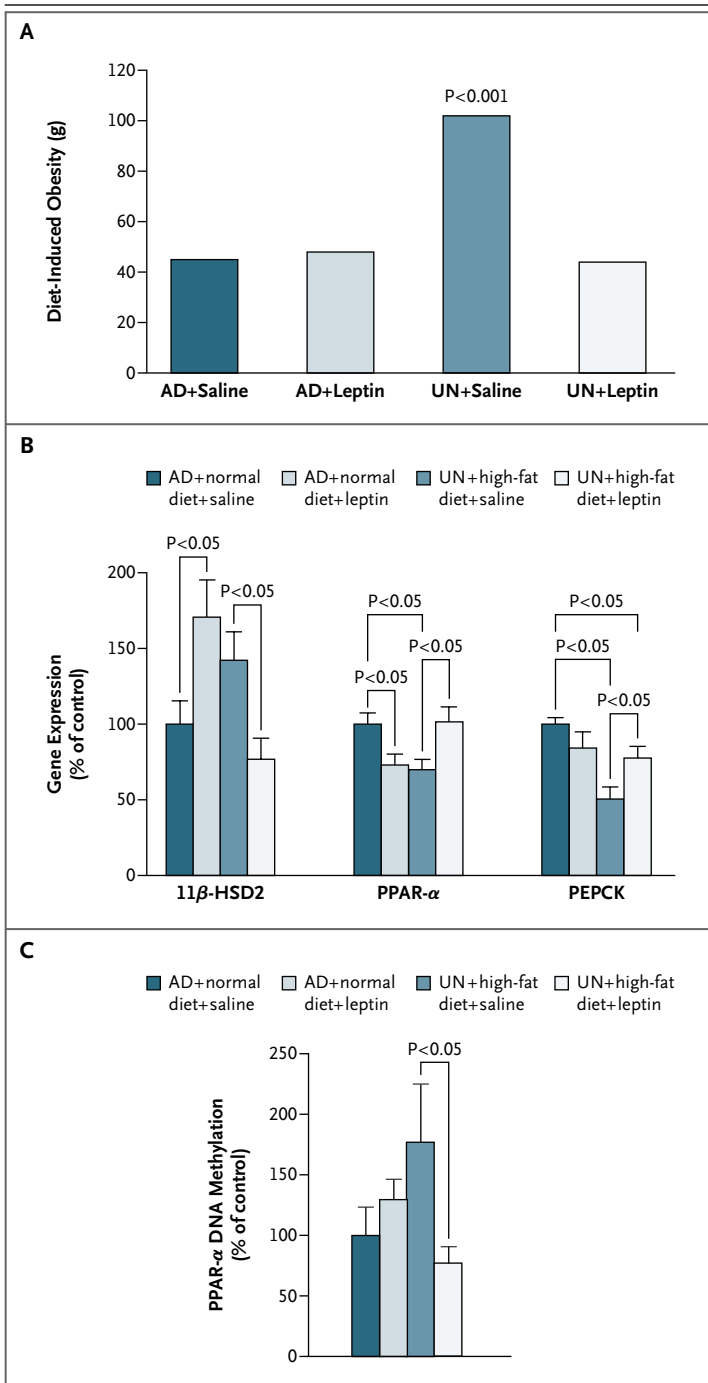 A
120
100
80
60
40
20
0
Diet-Induced Obesity (g)
P<0.001
AD+Saline AD+Leptin UN+Saline UN+Leptin
B
AD+normal diet+saline
AD+normal diet+leptin
UN+high-fat diet+saline
UN+high-fat diet+leptin
200
150
100
50
0
Gene Expression
(% of control)
P<0.05
P<0.05
P<0.05
P<0.05
P<0.05
P<0.05
P<0.05
P<0.05
11β-HSD2 PPAR-α PEPCK
C
AD+normal diet+saline
AD+normal diet+leptin
UN+high-fat diet+saline
UN+high-fat diet+leptin
250
200
150
100
50
0
PPAR-α DNA Methylation
(% of control)
P<0.05